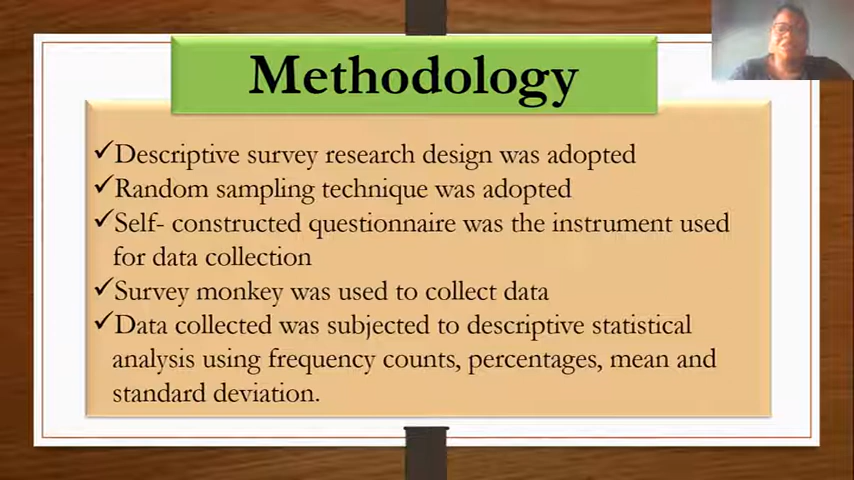 Methodology
✓Descriptive survey research design was adopted
✓Random sampling technique was adopted
✓Self- constructed questionnaire was the instrument used
for data collection
✓Survey monkey was used to collect data
✓Data collected was subjected to descriptive statistical
analysis using frequency counts, percentages, mean and
standard deviation.